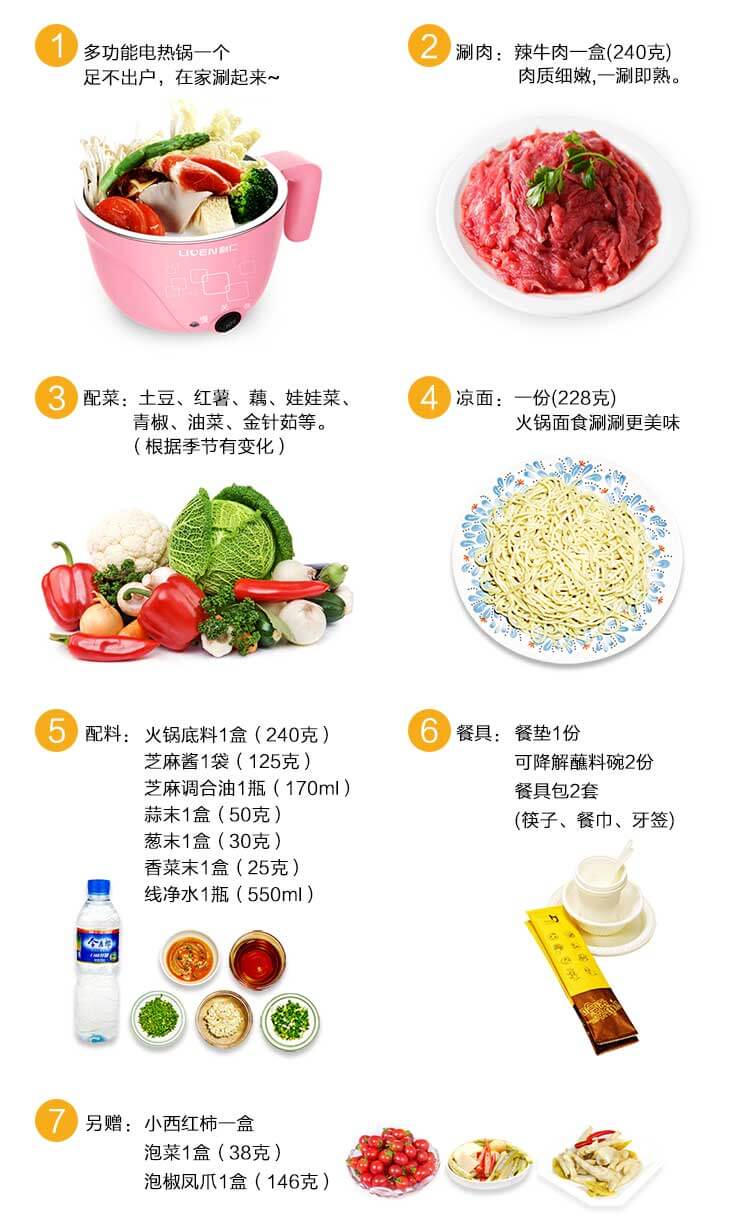 1
多功能电热锅一个
足不出户，在家涮起来~
LIVEN利仁
2
涮肉：辣牛肉一盒(240克)
肉质细嫩,一涮即熟。
3
配菜：土豆、红薯、藕、娃娃菜、
青椒、油菜、金针茹等。
（根据季节有变化）
4
凉面：一份(228克)
火锅面食涮涮更美味
5
配料：火锅底料1盒（240克）
芝麻酱1袋（125克）
芝麻调合油1瓶（170ml）
蒜末1盒（50克）
葱末1盒（30克）
香菜末1盒（25克）
线净水1瓶（550ml）
6
餐具：餐垫1份
可降解蘸料碗2份
餐具包2套
(筷子、餐巾、牙签)
7
另赠：小西红柿一盒
泡菜1盒（38克）
泡椒凤爪1盒（146克）